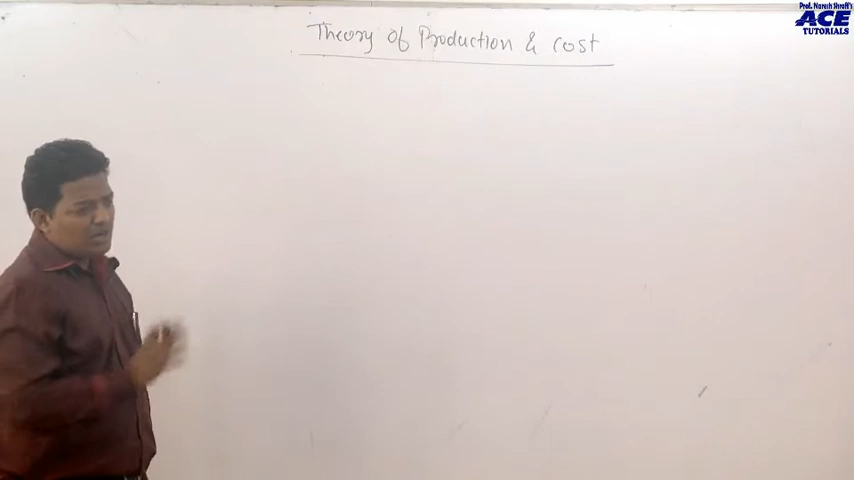 Prof. Naresh Shroff's
ACE
TUTORIALS
Theory of Production & cost